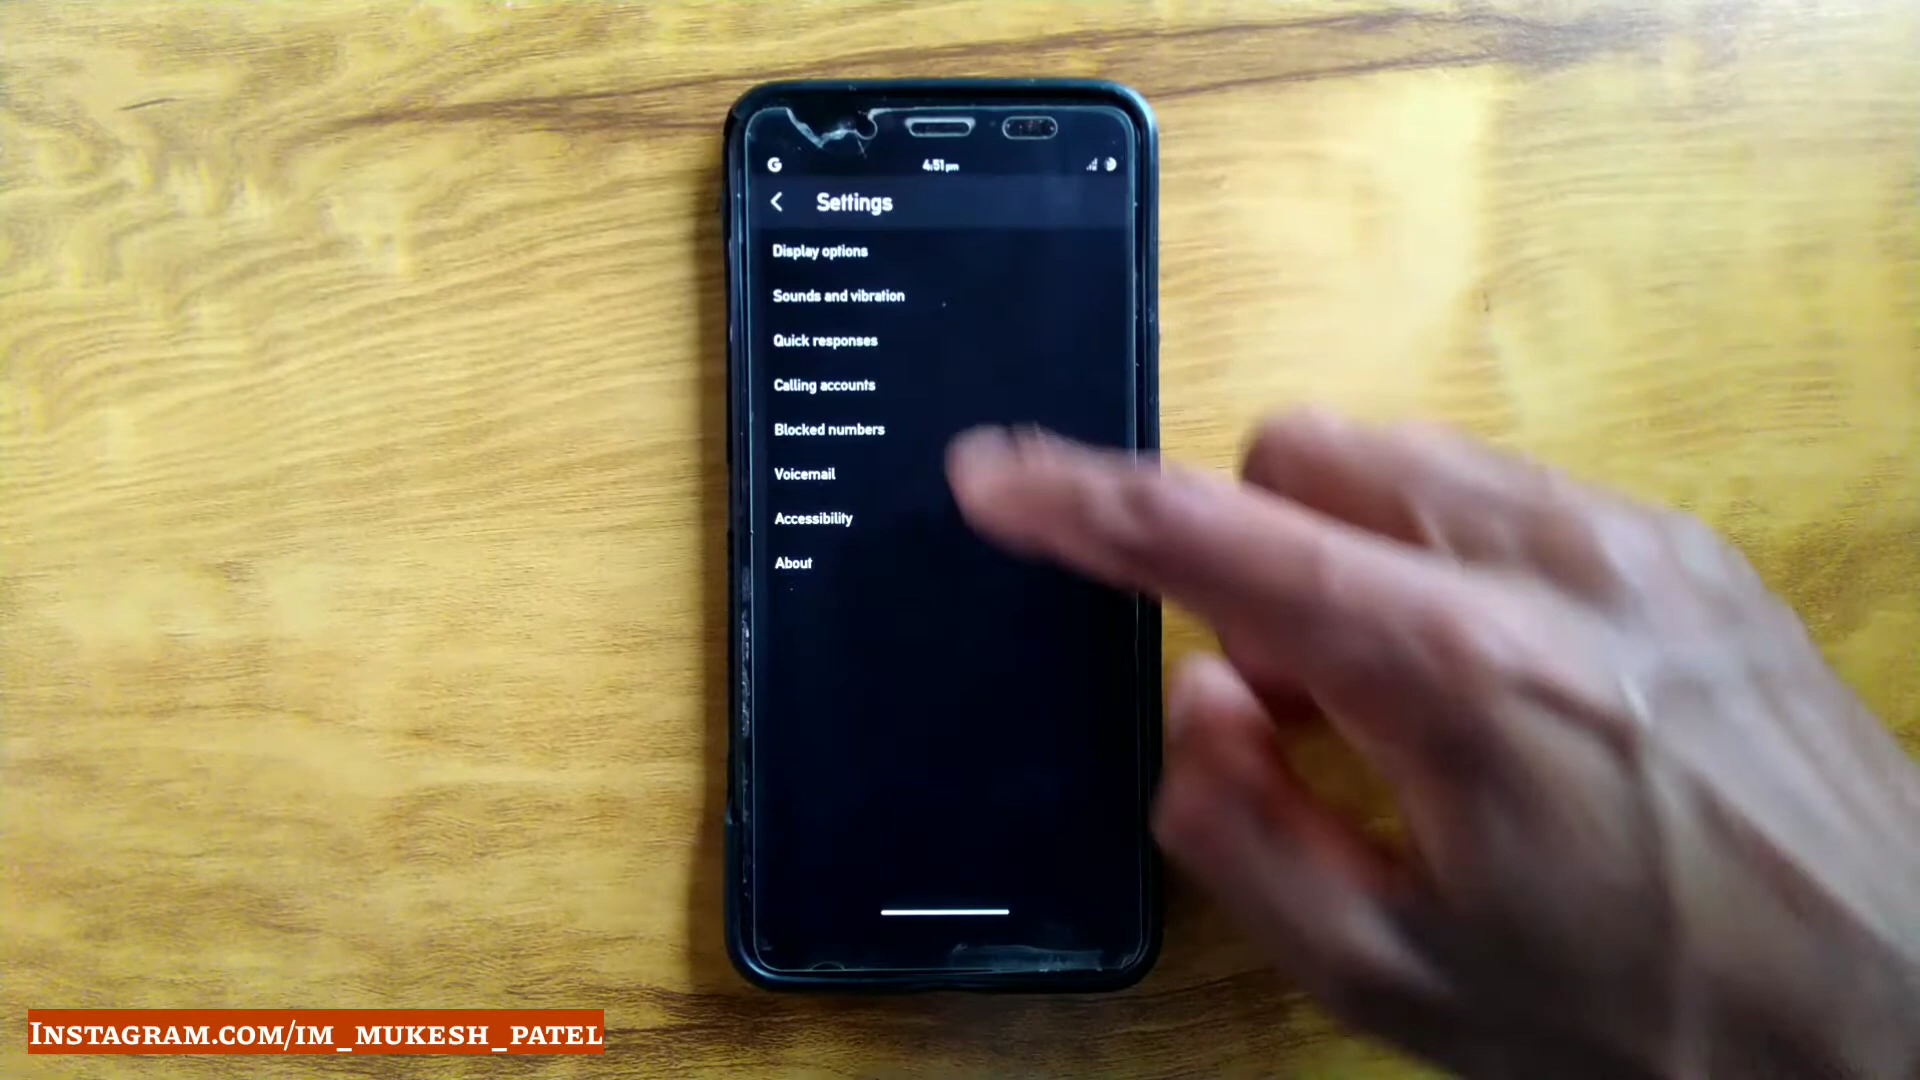 G
4:51 pm
Settings
Display options
Sounds and vibration
Quick responses
Calling accounts
Blocked numbers
Voicemail
Accessibility
About
Instagram.com/im_mukesh_patel